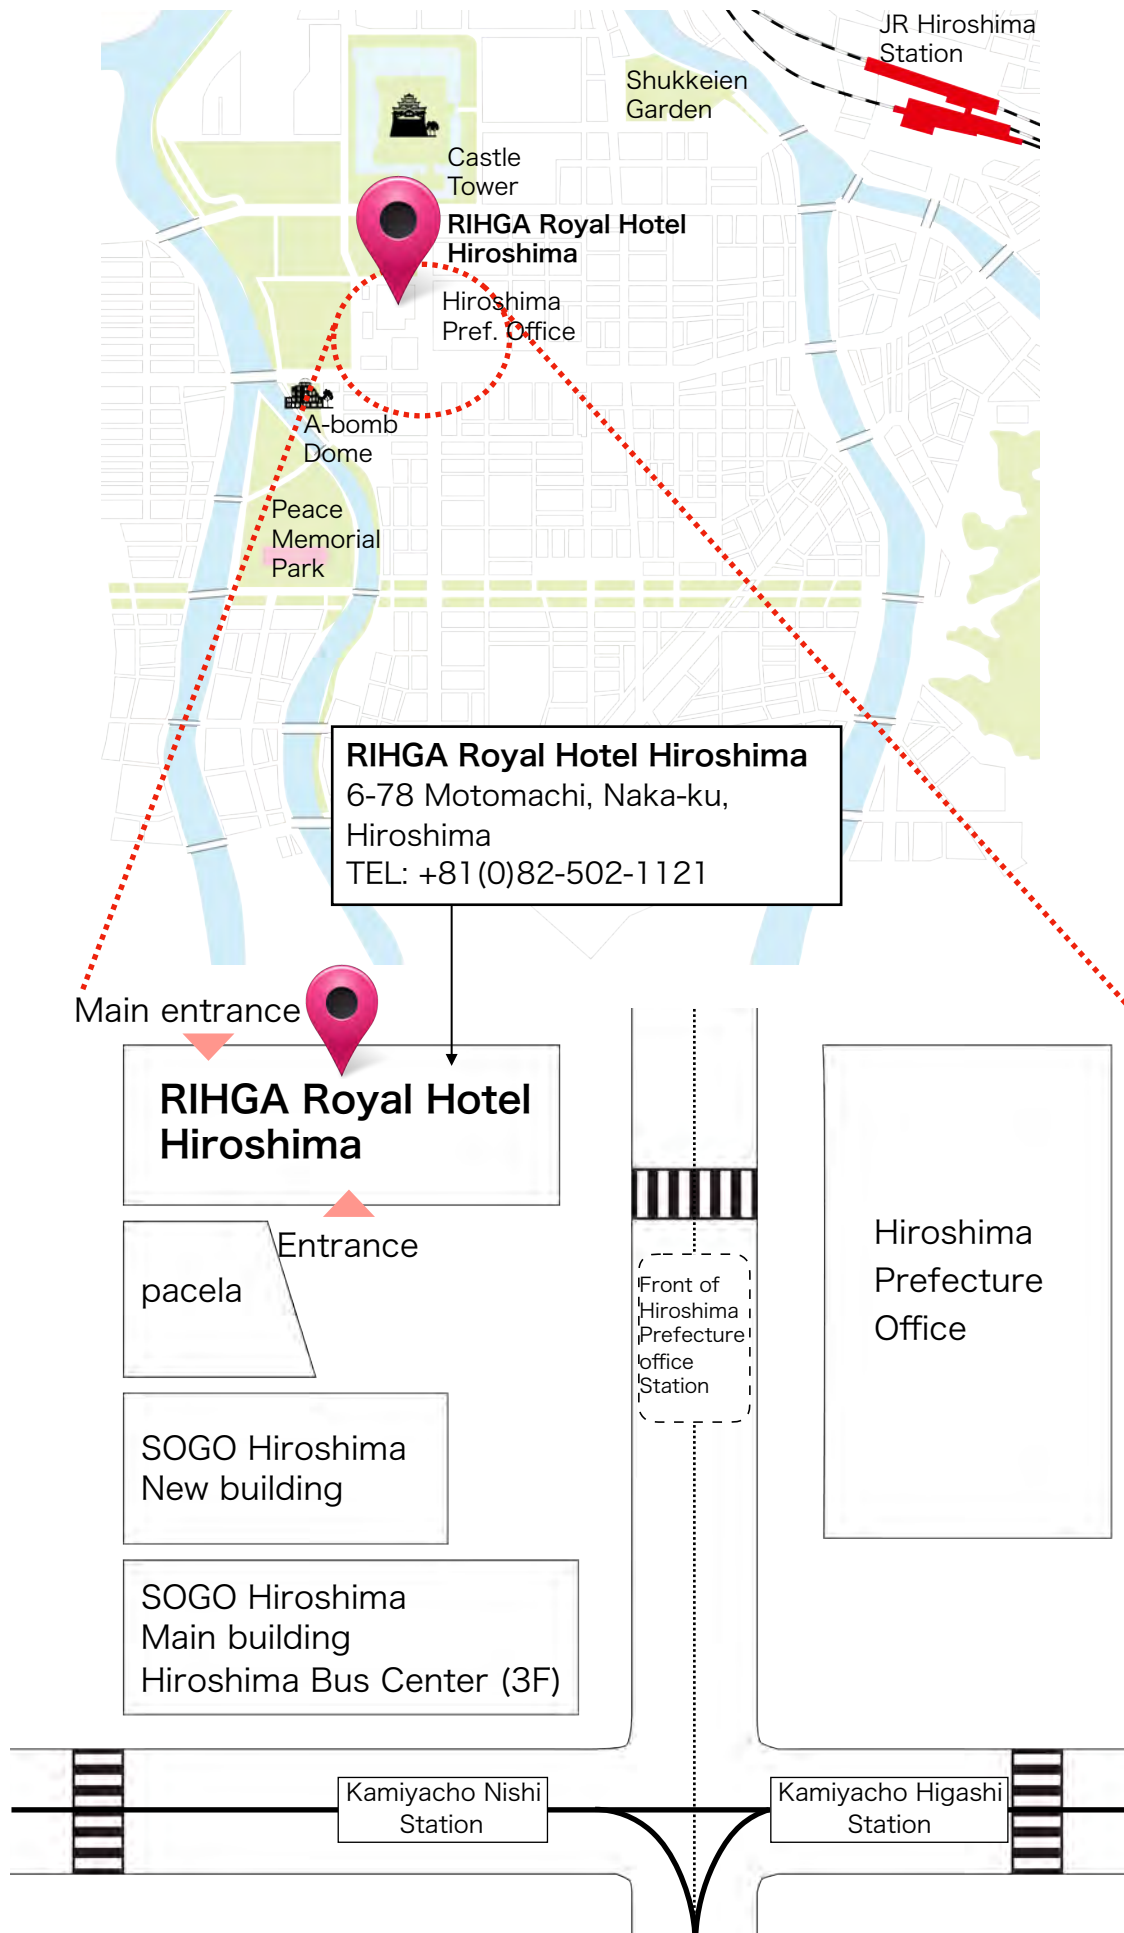 JR Hiroshima
Station
Shukkeien
Garden
Castle
Tower
RIHGA Royal Hotel
Hiroshima
Hiroshima
Pref. Office
A-bomb
Dome
Peace
Memorial
Park
RIHGA Royal Hotel Hiroshima
6-78 Motomachi, Naka-ku,
Hiroshima
TEL: +81(0)82-502-1121
Main entrance
RIHGA Royal Hotel
Hiroshima
Entrance
pacela
Front of
Hiroshima
Prefecture
office
Station
Hiroshima
Prefecture
Office
SOGO Hiroshima
New building
SOGO Hiroshima
Main building
Hiroshima Bus Center (3F)
Kamiyacho Nishi
Station
Kamiyacho Higashi
Station